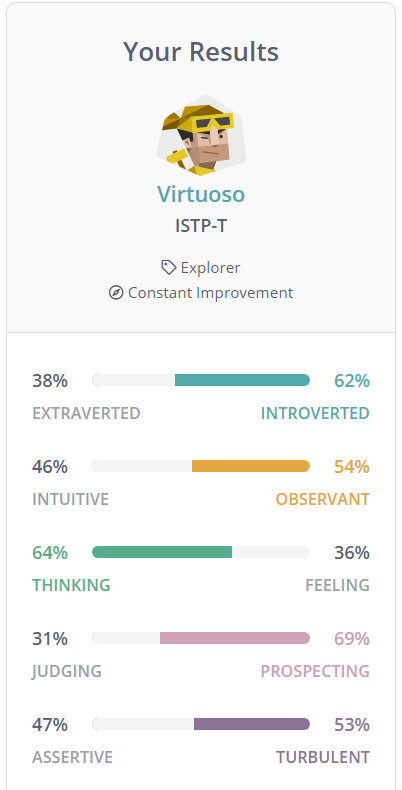 Your Results
Virtuoso
ISTP-T
Explorer
Constant Improvement
38% 62%
EXTRAVERTED INTROVERTED
46% 54%
INTUITIVE OBSERVANT
64% 36%
THINKING FEELING
31% 69%
JUDGING PROSPECTING
47% 53%
ASSERTIVE TURBULENT